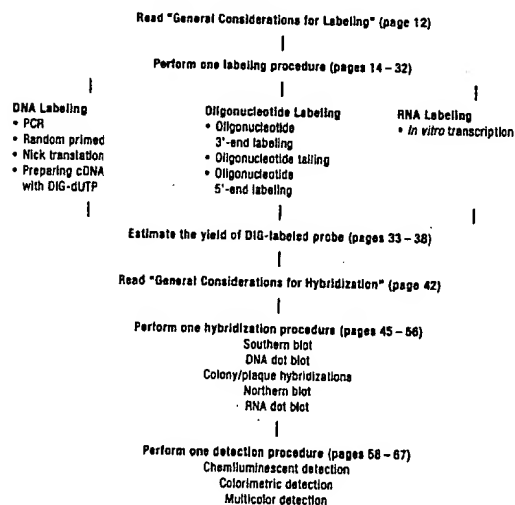 Read "General Considerations for Labeling" (page 12)
Perform one labeling procedure (pages 14 – 32)
DNA Labeling
• PCR
• Random primed
• Nick translation
• Preparing cDNA
with DIG-dUTP
Oligonucleotide Labeling
• Oligonucleotide
3'-end labeling
• Oligonucleotide tailing
• Oligonucleotide
5'-end labeling
RNA Labeling
• In vitro transcription
Estimate the yield of DIG-labeled probe (pages 33 – 38)
Read "General Considerations for Hybridization" (page 42)
Perform one hybridization procedure (pages 45 – 56)
Southern blot
DNA dot blot
Colony/plaque hybridizations
Northern blot
RNA dot blot
Perform one detection procedure (pages 58 – 67)
Chemiluminescent detection
Colorimetric detection
Multicolor detection